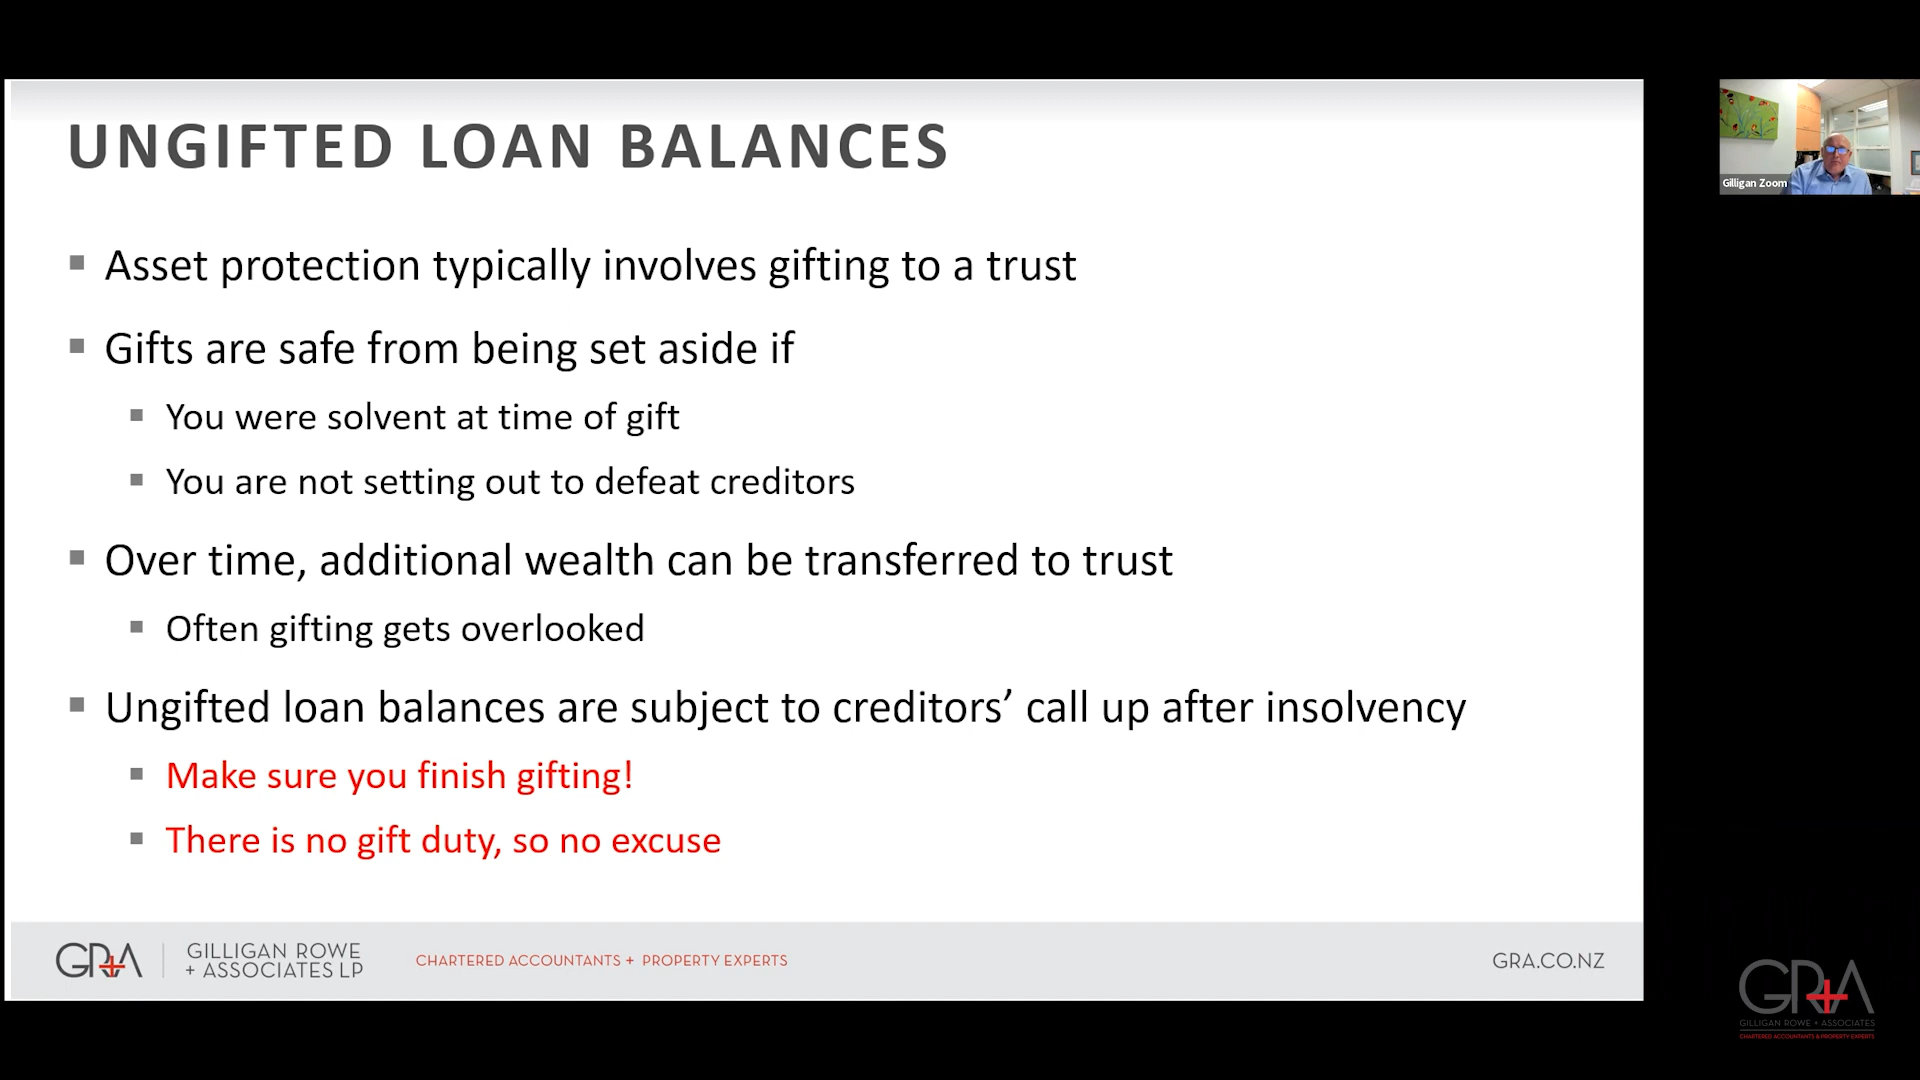 UNGIFTED LOAN BALANCES
Asset protection typically involves gifting to a trust
Gifts are safe from being set aside if
You were solvent at time of gift
You are not setting out to defeat creditors
Over time, additional wealth can be transferred to trust
Often gifting gets overlooked
Ungifted loan balances are subject to creditors’ call up after insolvency
Make sure you finish gifting!
There is no gift duty, so no excuse
GRA
GILLIGAN ROWE
+ ASSOCIATES LP
CHARTERED ACCOUNTANTS + PROPERTY EXPERTS
GRA.CO.NZ
Gilligan Zoom
GRA
GILLIGAN ROWE + ASSOCIATES
CHARTERED ACCOUNTANTS & PROPERTY EXPERTS